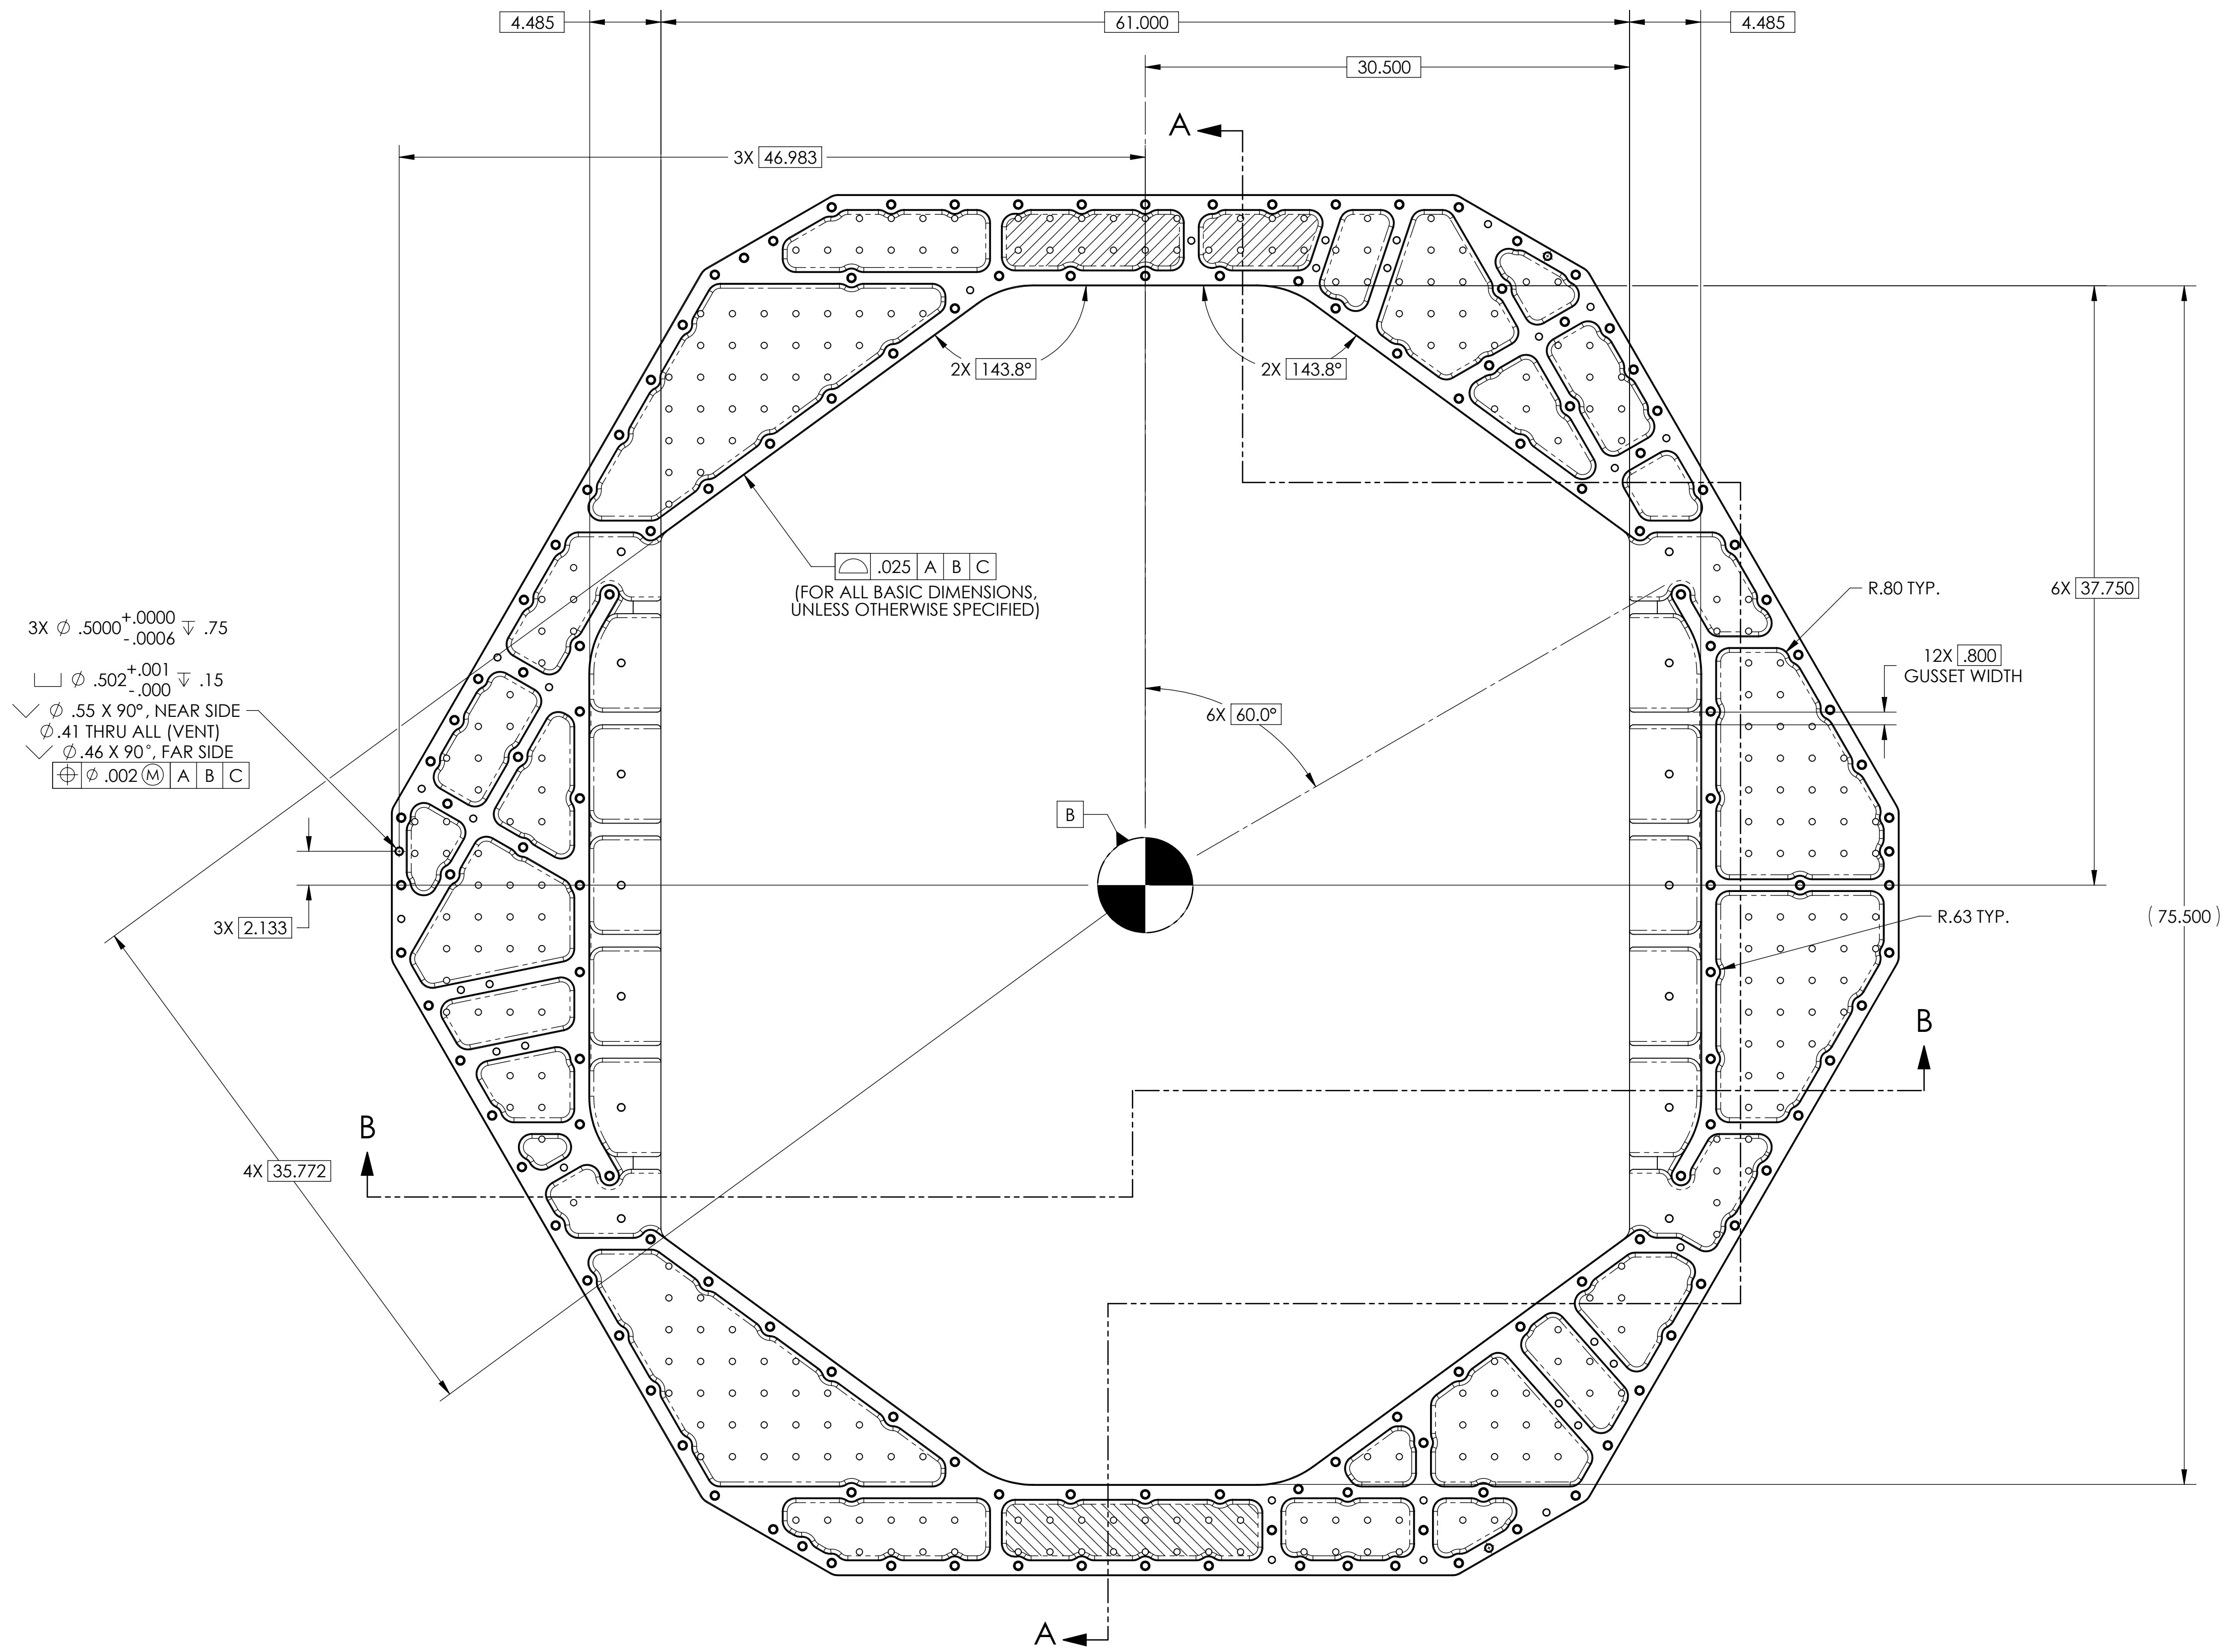 4.485
61.000
4.485
30.500
A
3X 46.983
2X 143.8°
2X 143.8°
⌓ .025 A B C
(FOR ALL BASIC DIMENSIONS,
UNLESS OTHERWISE SPECIFIED)
R.80 TYP.
6X 37.750
3X ⌀ .5000 +.0000 -.0006 ↧ .75
⌴ ⌀ .502 +.001 -.000 ↧ .15
⌵ ⌀ .55 X 90°, NEAR SIDE
⌀.41 THRU ALL (VENT)
⌵ ⌀.46 X 90°, FAR SIDE
⌖ ⌀ .002 Ⓜ A B C
12X .800
GUSSET WIDTH
6X 60.0°
B
3X 2.133
R.63 TYP.
(75.500)
B
B
4X 35.772
A